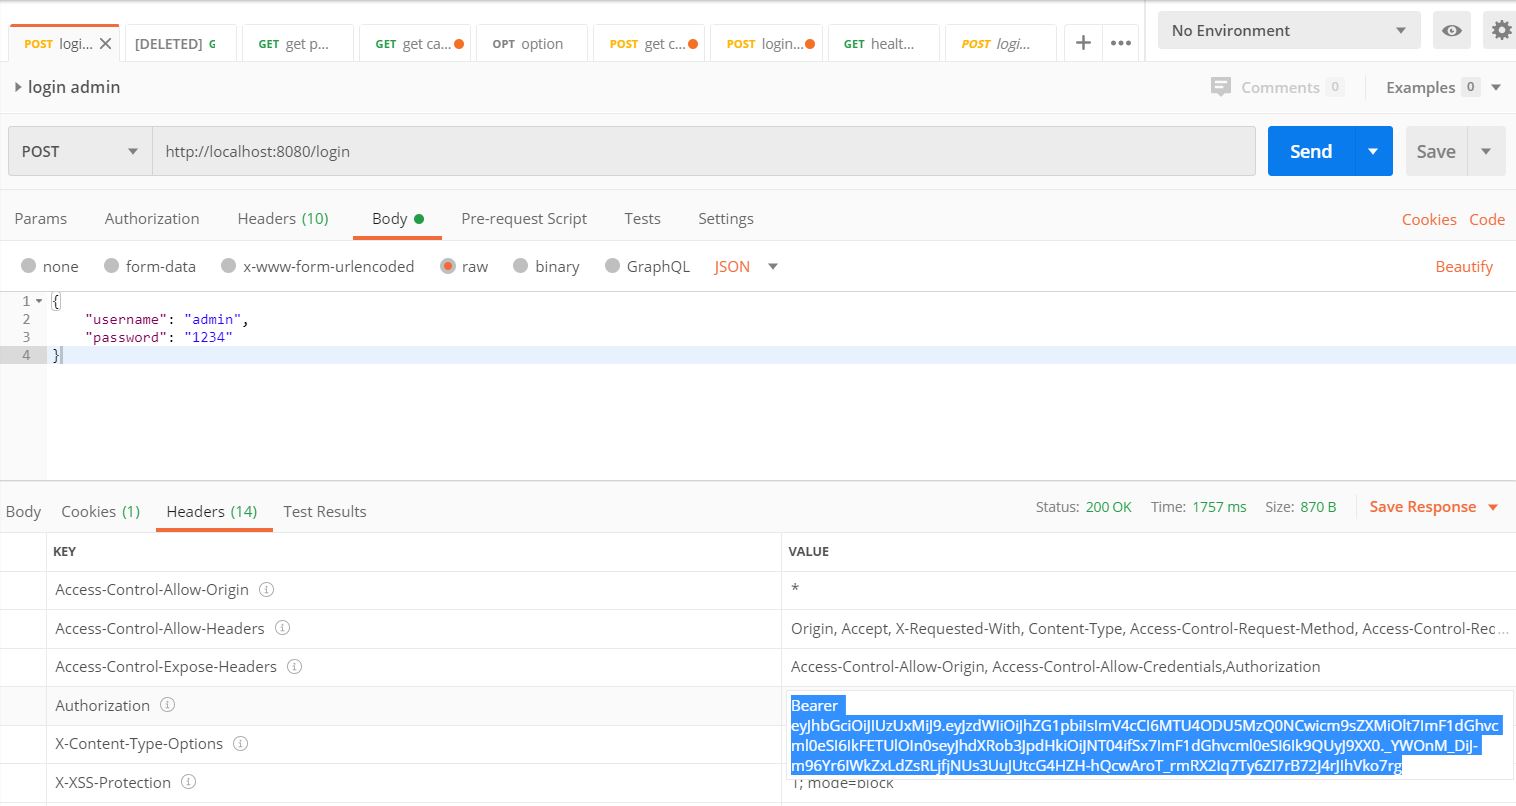 POST logi... [DELETED] G GET get p... GET get ca... OPT option POST get c... POST login... GET healt... POST logi... No Environment
login admin Comments 0 Examples 0
POST http://localhost:8080/login Send Save
Params Authorization Headers (10) Body Pre-request Script Tests Settings Cookies Code
none form-data x-www-form-urlencoded raw binary GraphQL JSON Beautify
1 {
2 "username": "admin",
3 "password": "1234"
4 }
Body Cookies (1) Headers (14) Test Results Status: 200 OK Time: 1757 ms Size: 870 B Save Response
KEY VALUE
Access-Control-Allow-Origin *
Access-Control-Allow-Headers Origin, Accept, X-Requested-With, Content-Type, Access-Control-Request-Method, Access-Control-Rec...
Access-Control-Expose-Headers Access-Control-Allow-Origin, Access-Control-Allow-Credentials,Authorization
Authorization Bearer
eyJhbGciOiJIUzUxMiJ9.eyJzdWIiOiJhZG1pbiIsImV4cCI6MTU4ODU5MzQ0NCwicm9sZXMiOlt7ImF1dGhvc
ml0eSI6IkFETUlOIn0seyJhdXRob3JpdHkiOiJNT04ifSx7ImF1dGhvcml0eSI6Ik9QUyJ9XX0._YWOnM_DiJ-
m96Yr6IWkZxLdZsRLjfjNUs3UuJUtcG4HZH-hQcwAroT_rmRX2Iq7Ty6ZI7rB72J4rJIhVko7rg
X-Content-Type-Options
X-XSS-Protection 1; mode=block